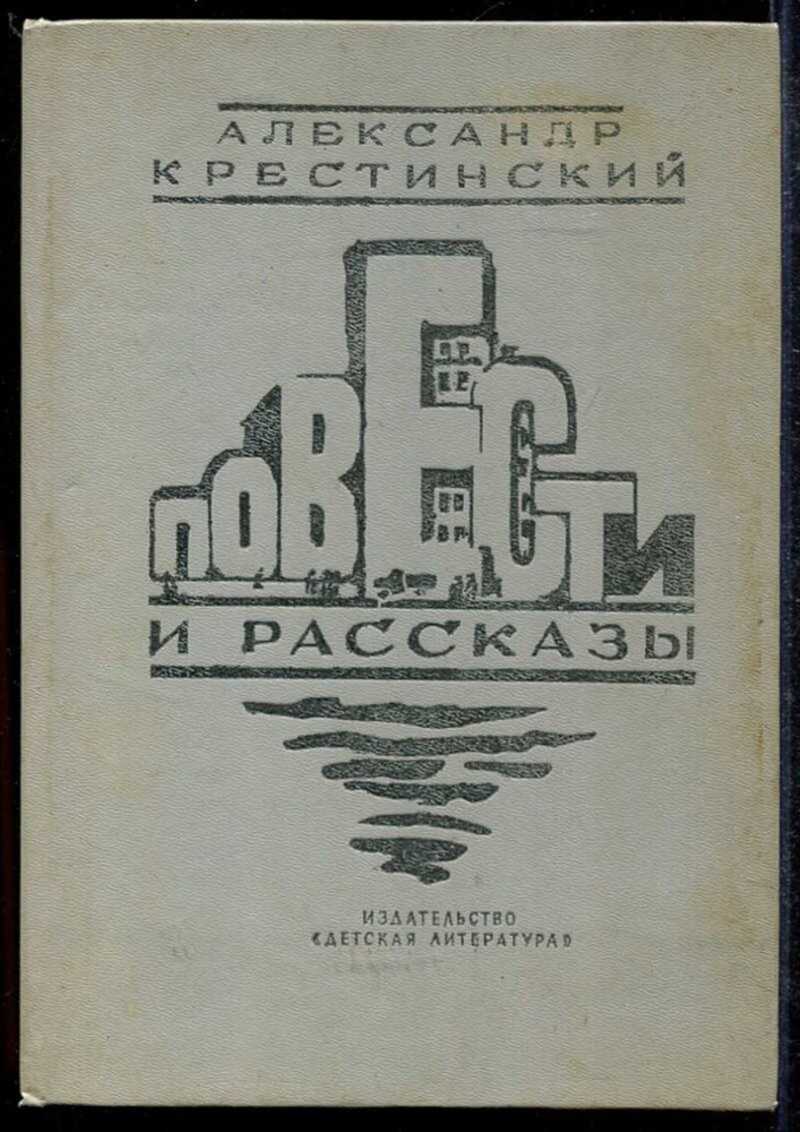 АЛЕКСАНДР
КРЕСТИНСКИЙ
ПОВЕСТИ
И РАССКАЗЫ
ИЗДАТЕЛЬСТВО
«ДЕТСКАЯ ЛИТЕРАТУРА»